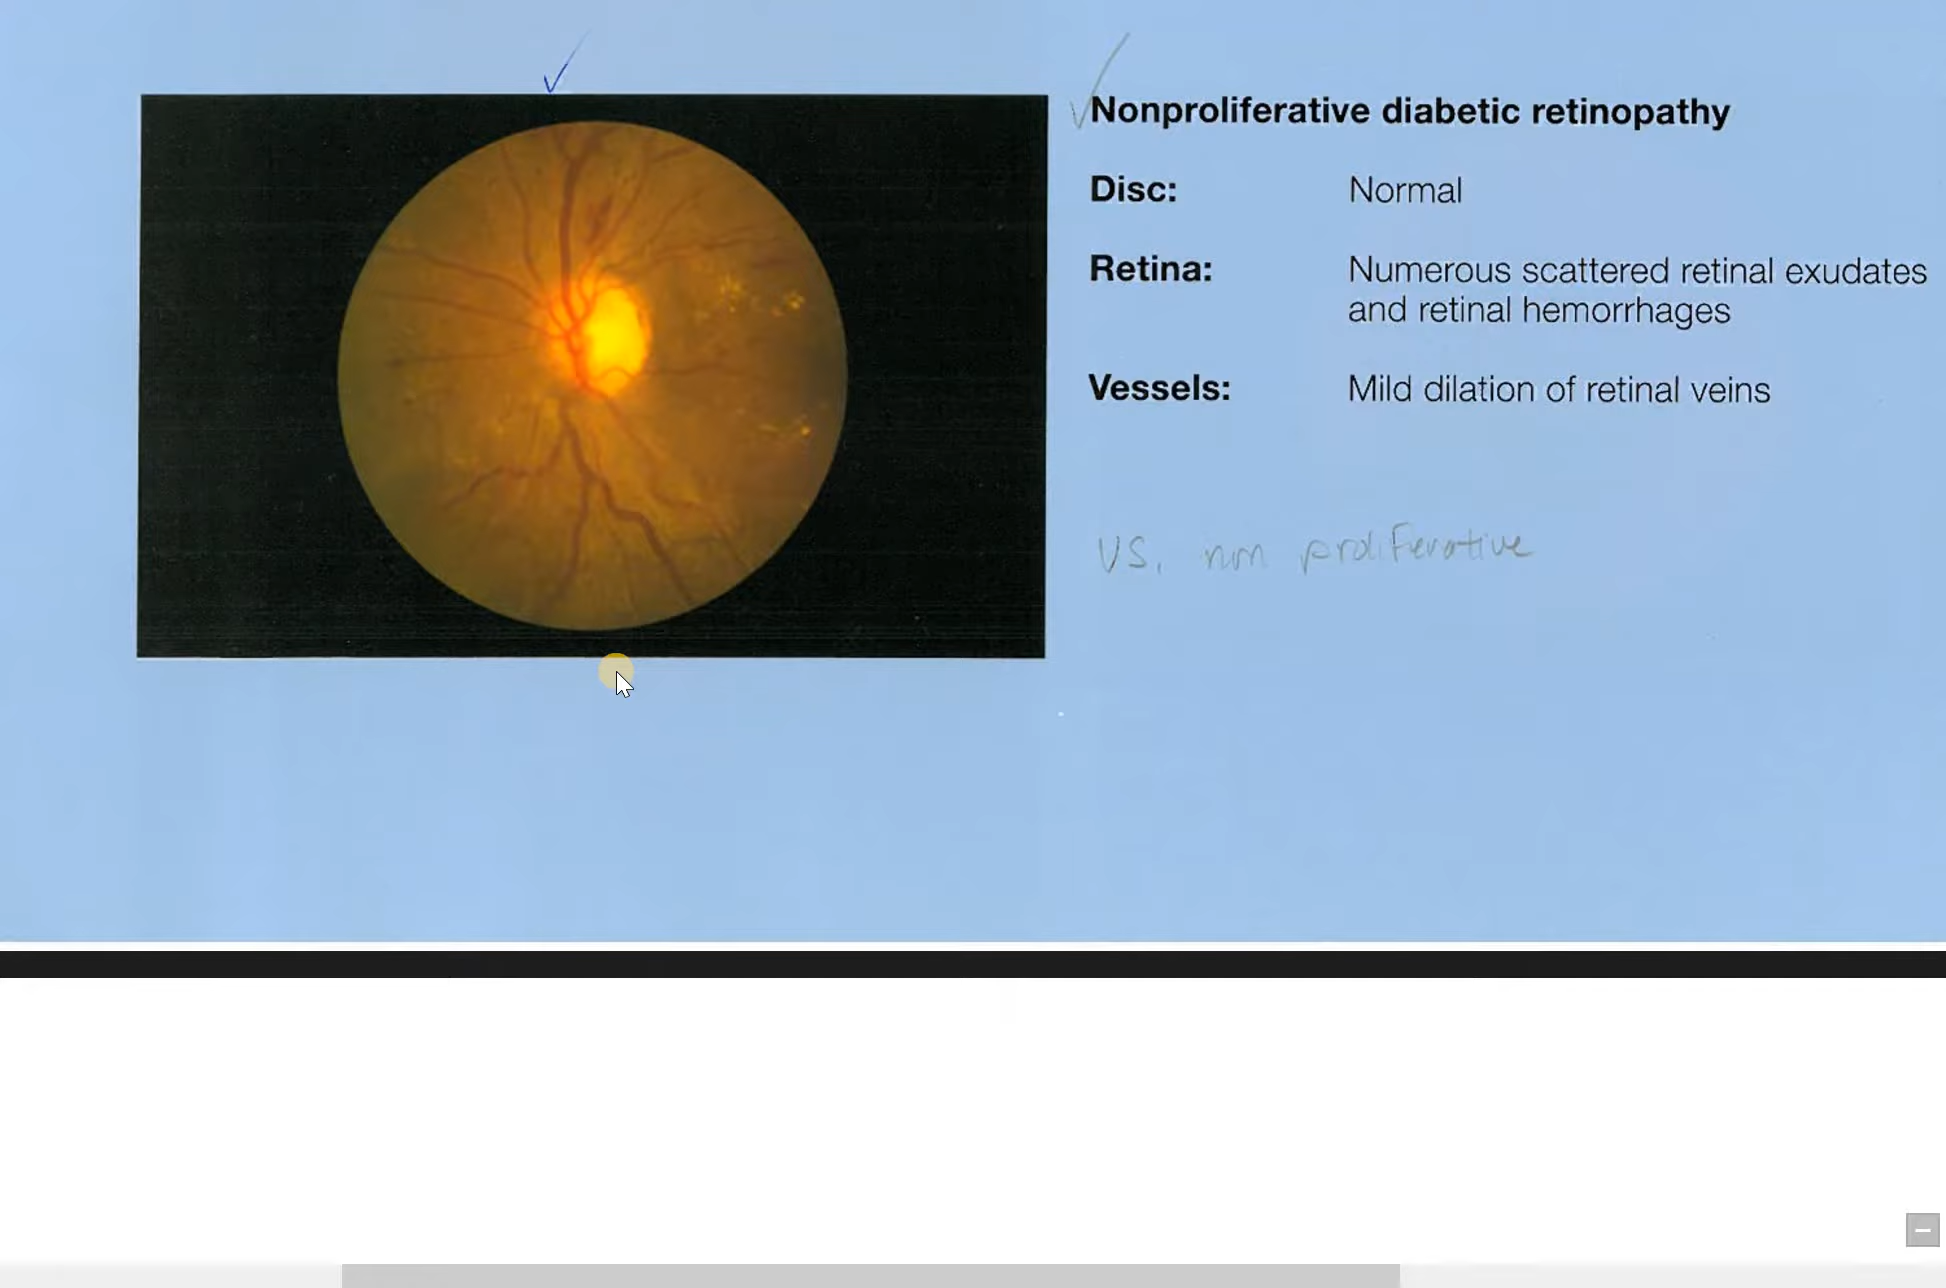 Nonproliferative diabetic retinopathy
Disc: Normal
Retina: Numerous scattered retinal exudates
and retinal hemorrhages
Vessels: Mild dilation of retinal veins
vs. non proliferative